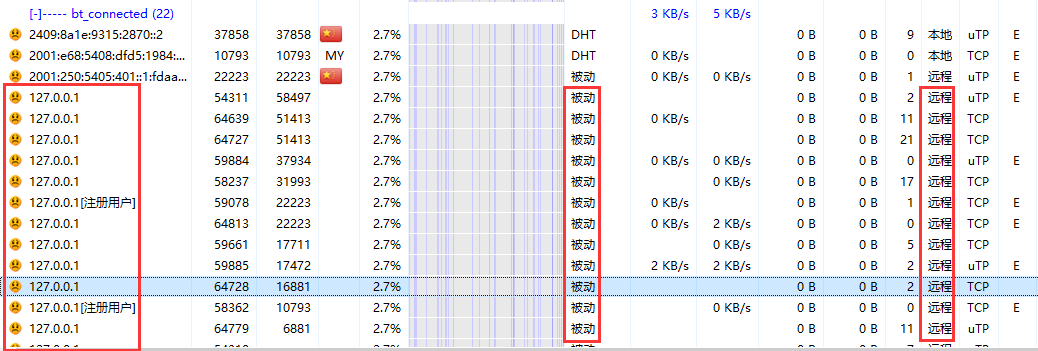 [-]----- bt_connected (22) 3 KB/s 5 KB/s
2409:8a1e:9315:2870::2 37858 37858 2.7% DHT 0 B 0 B 9 本地 uTP E
2001:e68:5408:dfd5:1984:... 10793 10793 MY 2.7% DHT 0 KB/s 0 B 0 B 0 本地 TCP E
2001:250:5405:401::1:fdaa... 22223 22223 2.7% 被动 0 KB/s 0 KB/s 0 B 0 B 1 远程 uTP E
127.0.0.1 54311 58497 2.7% 被动 0 KB/s 0 B 0 B 2 远程 uTP E
127.0.0.1 64639 51413 2.7% 被动 0 KB/s 0 B 0 B 11 远程 TCP
127.0.0.1 64727 51413 2.7% 被动 0 B 0 B 21 远程 TCP
127.0.0.1 59884 37934 2.7% 被动 0 KB/s 0 KB/s 0 B 0 B 0 远程 uTP E
127.0.0.1 58237 31993 2.7% 被动 0 KB/s 0 B 0 B 17 远程 TCP
127.0.0.1[注册用户] 59078 22223 2.7% 被动 0 KB/s 0 B 0 B 1 远程 TCP E
127.0.0.1 64813 22223 2.7% 被动 0 KB/s 2 KB/s 0 B 0 B 0 远程 TCP E
127.0.0.1 59661 17711 2.7% 被动 0 KB/s 0 B 0 B 5 远程 TCP
127.0.0.1 59885 17472 2.7% 被动 2 KB/s 2 KB/s 0 B 0 B 2 远程 uTP E
127.0.0.1 64728 16881 2.7% 被动 0 B 0 B 2 远程 TCP
127.0.0.1[注册用户] 58362 10793 2.7% 被动 0 KB/s 0 B 0 B 0 远程 TCP E
127.0.0.1 64779 6881 2.7% 被动 0 B 0 B 11 远程 uTP